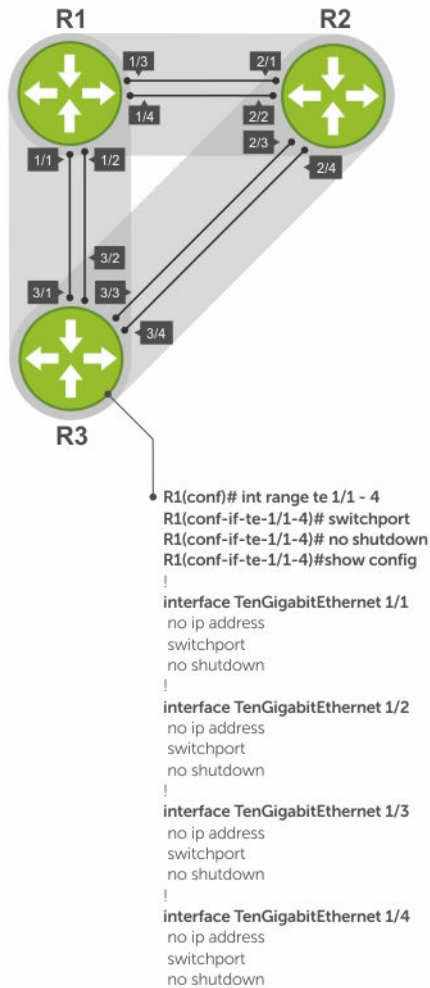 R1
R2
1/3
2/1
1/4
2/2
2/3
1/1
1/2
2/4
3/2
3/1
3/3
3/4
R3
R1(conf)# int range te 1/1 - 4
R1(conf-if-te-1/1-4)# switchport
R1(conf-if-te-1/1-4)# no shutdown
R1(conf-if-te-1/1-4)#show config
!
interface TenGigabitEthernet 1/1
no ip address
switchport
no shutdown
!
interface TenGigabitEthernet 1/2
no ip address
switchport
no shutdown
!
interface TenGigabitEthernet 1/3
no ip address
switchport
no shutdown
!
interface TenGigabitEthernet 1/4
no ip address
switchport
no shutdown